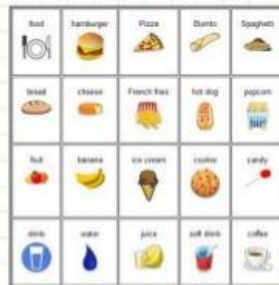 food hamburger Pizza Burrito Spaghetti
bread cheese French fries hot dog popcorn
fruit banana ice cream cookie candy
drink water juice soft drink coffee